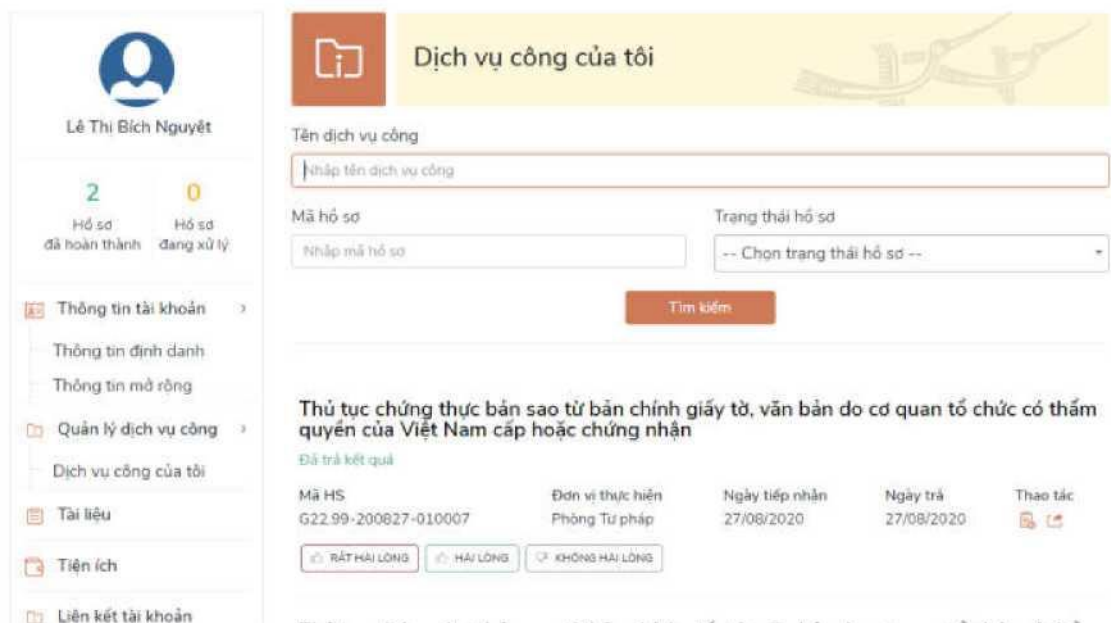 Lê Thị Bích Nguyệt
2
0
Hồ sơ
đã hoàn thành
Hồ sơ
đang xử lý
Thông tin tài khoản
Thông tin định danh
Thông tin mở rộng
Quản lý dịch vụ công
Dịch vụ công của tôi
Tài liệu
Tiện ích
Liên kết tài khoản
Dịch vụ công của tôi
Tên dịch vụ công
Nhập tên dịch vụ công
Mã hồ sơ
Trạng thái hồ sơ
Nhập mã hồ sơ
-- Chọn trạng thái hồ sơ --
Tìm kiếm
Thủ tục chứng thực bản sao từ bản chính giấy tờ, văn bản do cơ quan tổ chức có thẩm
quyền của Việt Nam cấp hoặc chứng nhận
Đã trả kết quả
Mã HS
Đơn vị thực hiện
Ngày tiếp nhận
Ngày trả
Thao tác
G22.99-200827-010007
Phòng Tư pháp
27/08/2020
27/08/2020
RẤT HÀI LÒNG
HÀI LÒNG
KHÔNG HÀI LÒNG